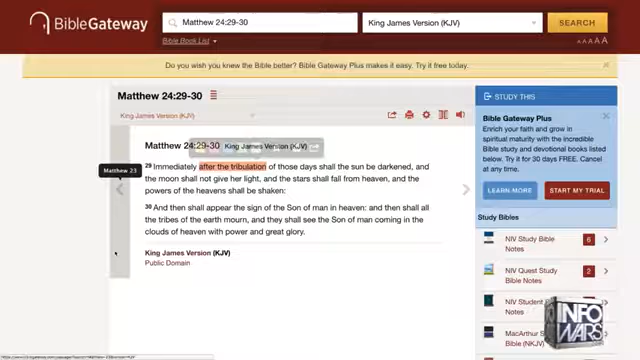 BibleGateway
Matthew 24:29-30
King James Version (KJV)
SEARCH
Bible Book List
A A A A A
Do you wish you knew the Bible better? Bible Gateway Plus makes it easy. Try it free today.
Matthew 24:29-30
King James Version (KJV)
Matthew 24:29-30 King James Version (KJV)
29 Immediately after the tribulation of those days shall the sun be darkened, and
the moon shall not give her light, and the stars shall fall from heaven, and the
powers of the heavens shall be shaken:
30 And then shall appear the sign of the Son of man in heaven: and then shall all
the tribes of the earth mourn, and they shall see the Son of man coming in the
clouds of heaven with power and great glory.
King James Version (KJV)
Public Domain
Matthew 23
STUDY THIS
Bible Gateway Plus
Enrich your faith and grow in
spiritual maturity with the incredible
Bible study and devotional books listed
below. Try it for 30 days FREE. Cancel
at any time.
LEARN MORE
START MY TRIAL
Study Bibles
NIV Study Bible
Notes
6
NIV Quest Study
Bible Notes
2
NIV Student
Notes
MacArthur
(NKJV)
INFO
WARS